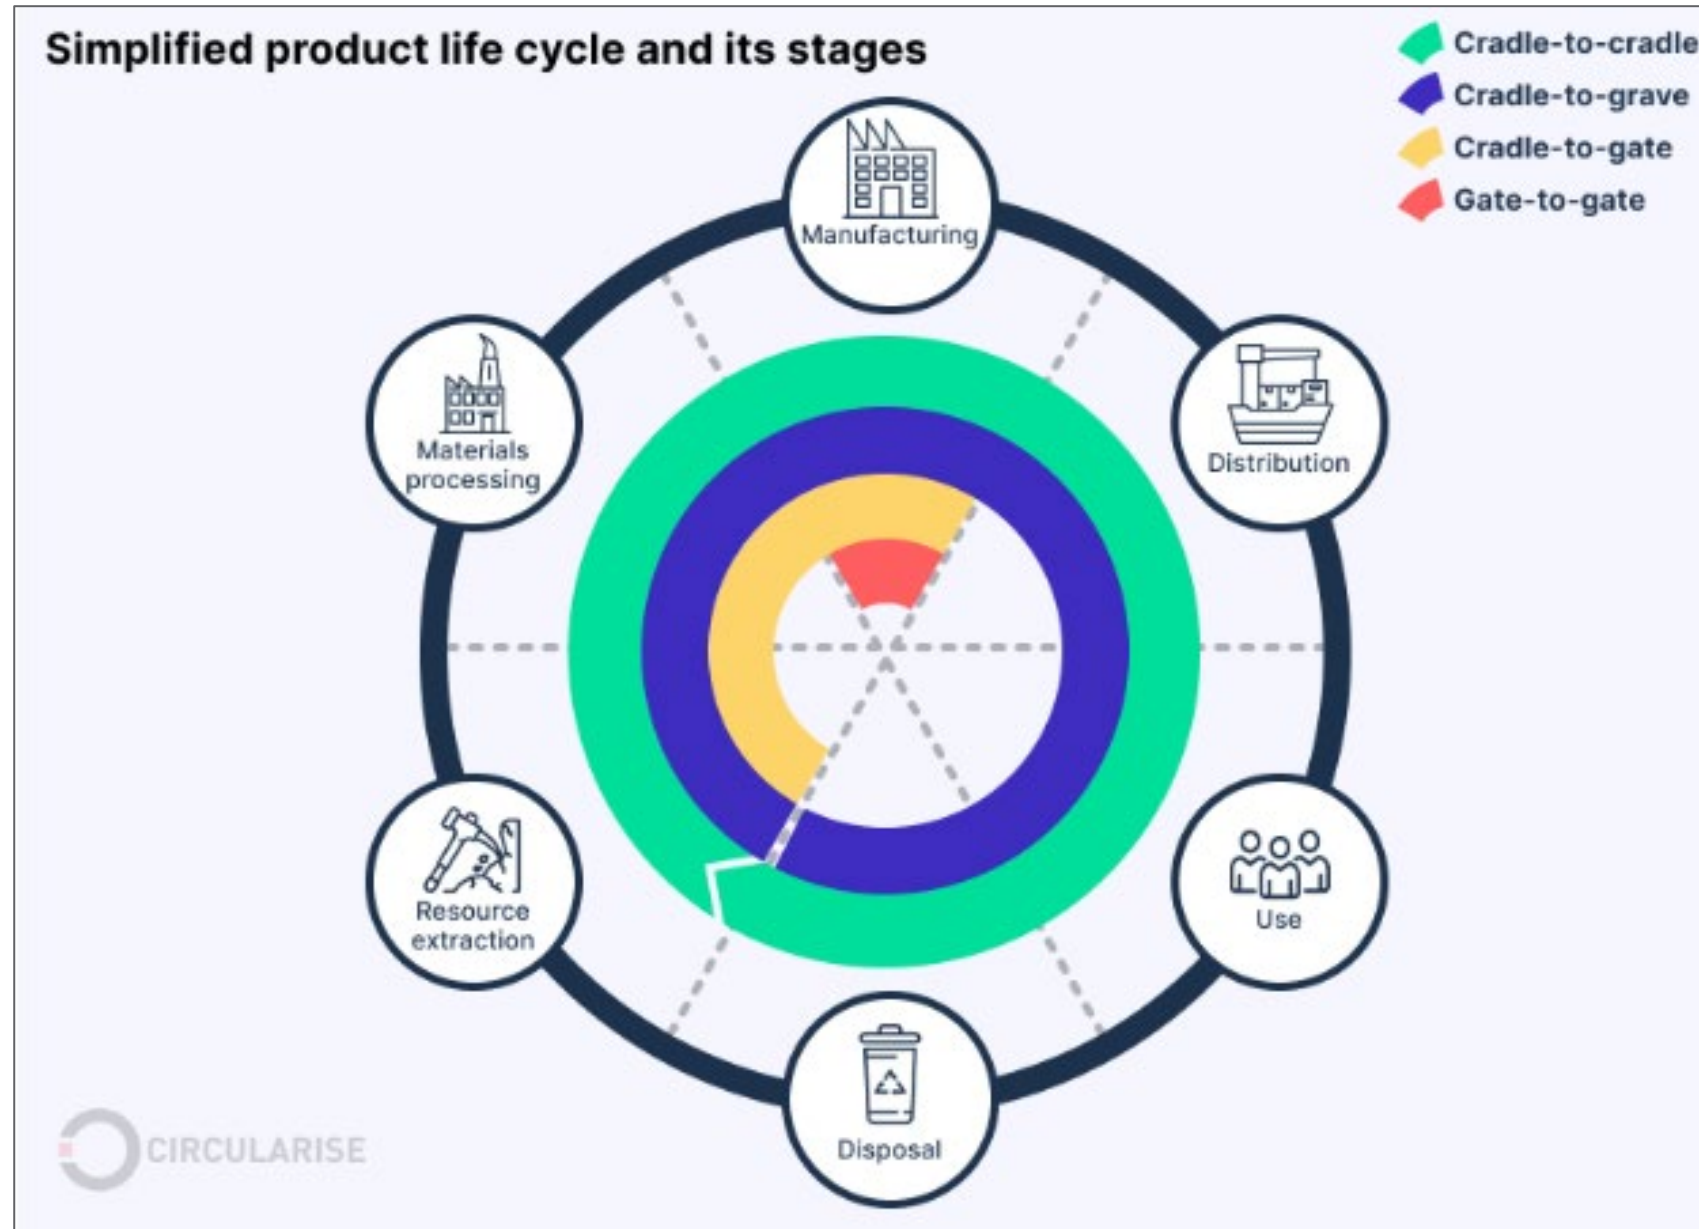 Simplified product life cycle and its stages
Cradle-to-cradle
Cradle-to-grave
Cradle-to-gate
Gate-to-gate
Manufacturing
Materials
processing
Distribution
Resource
extraction
Use
Disposal
CIRCULARISE